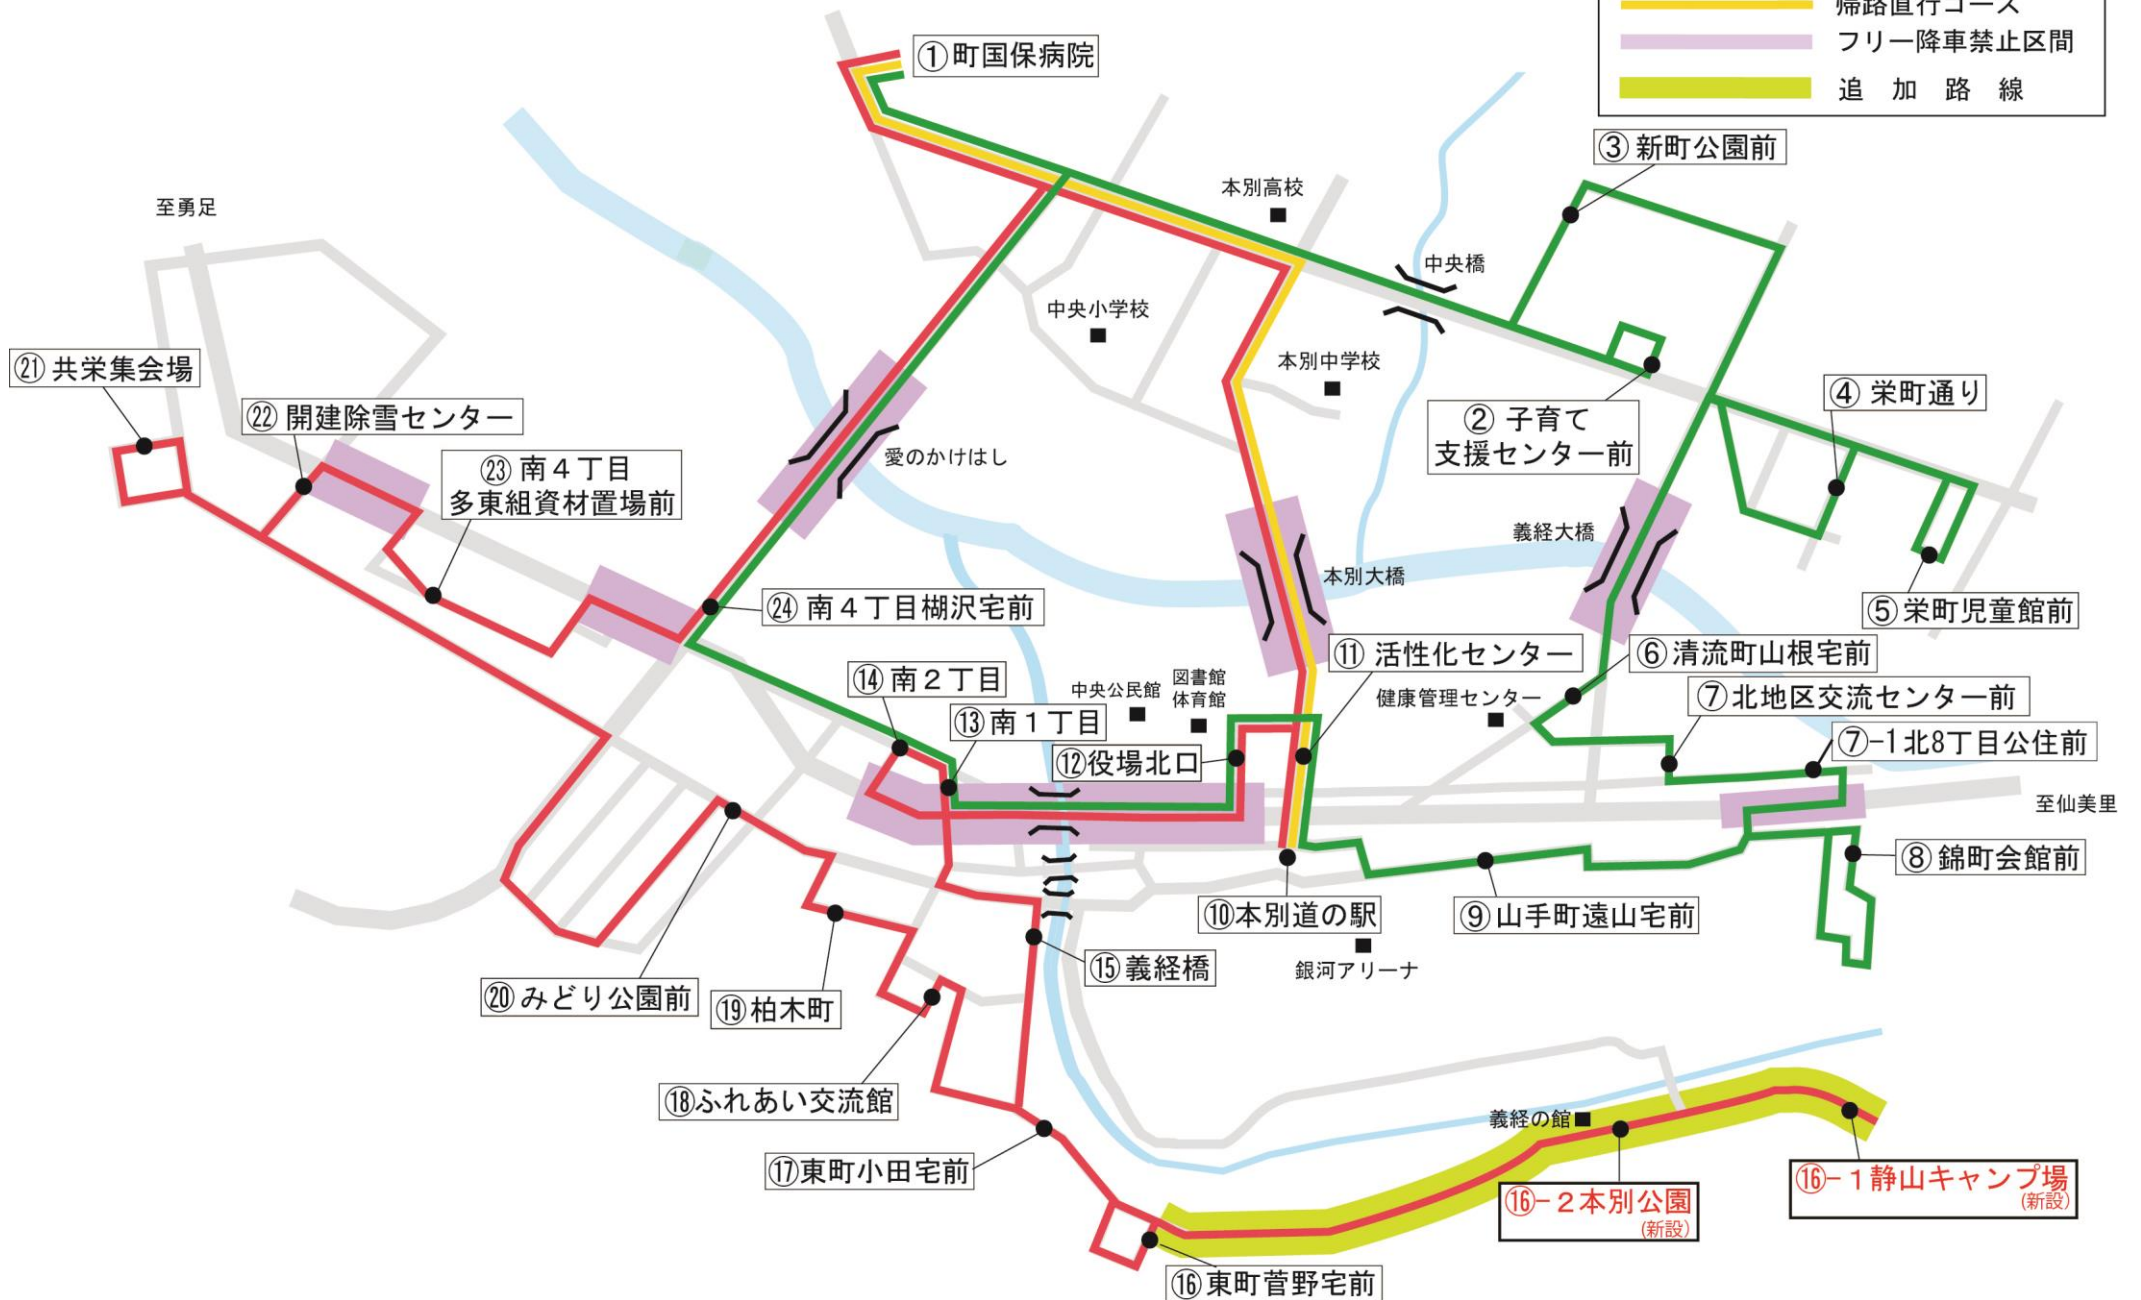 帰路直行コース
フリー降車禁止区間
追加路線
①町国保病院
③新町公園前
本別高校
至勇足
中央橋
中央小学校
本別中学校
㉑共栄集会場
㉒開建除雪センター
④栄町通り
②子育て
支援センター前
㉓南4丁目
多東組資材置場前
愛のかけはし
義経大橋
本別大橋
㉔南4丁目楜沢宅前
⑤栄町児童館前
⑪活性化センター
⑥清流町山根宅前
⑭南2丁目
中央公民館
図書館
体育館
健康管理センター
⑦北地区交流センター前
⑬南1丁目
⑫役場北口
⑦-1北8丁目公住前
至仙美里
⑧錦町会館前
⑩本別道の駅
⑨山手町遠山宅前
銀河アリーナ
⑮義経橋
⑳みどり公園前
⑲柏木町
⑱ふれあい交流館
義経の館
⑰東町小田宅前
⑯-2本別公園
(新設)
⑯-1静山キャンプ場
(新設)
⑯東町菅野宅前